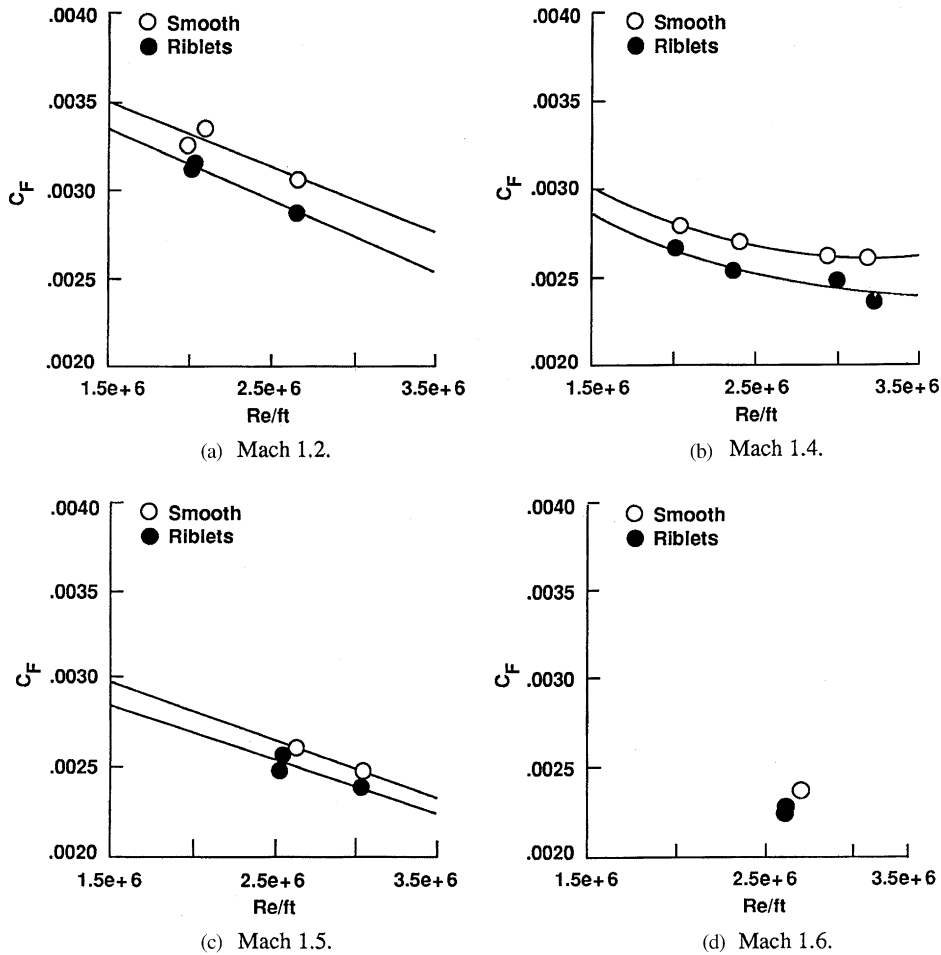 .0040
Smooth
Riblets
.0035
.0030
CF
.0025
.0020
1.5e+6
2.5e+6
3.5e+6
Re/ft
(a) Mach 1.2.
.0040
Smooth
Riblets
.0035
.0030
CF
.0025
.0020
1.5e+6
2.5e+6
3.5e+6
Re/ft
(b) Mach 1.4.
.0040
Smooth
Riblets
.0035
.0030
CF
.0025
.0020
1.5e+6
2.5e+6
3.5e+6
Re/ft
(c) Mach 1.5.
.0040
Smooth
Riblets
.0035
.0030
CF
.0025
.0020
1.5e+6
2.5e+6
3.5e+6
Re/ft
(d) Mach 1.6.